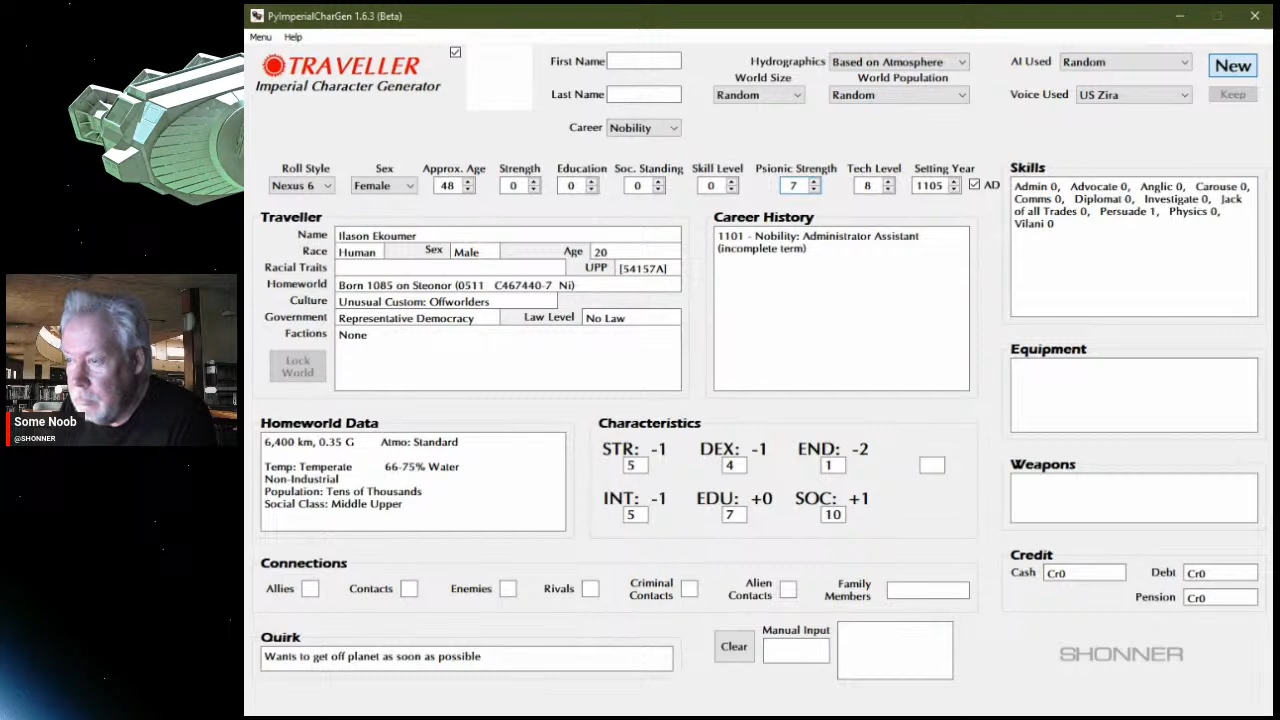 PyImperialCharGen 1.6.3 (Beta)
Menu Help
TRAVELLER
Imperial Character Generator
First Name
Last Name
Career Nobility
Hydrographics Based on Atmosphere
World Size World Population
Random Random
AI Used Random
Voice Used US Zira
New
Keep
Roll Style Sex Approx. Age Strength Education Soc. Standing Skill Level Psionic Strength Tech Level Setting Year
Nexus 6 Female 48 0 0 0 0 7 8 1105 AD
Traveller
Name Ilason Ekoumer
Race Human Sex Male Age 20
Racial Traits UPP [54157A]
Homeworld Born 1085 on Steonor (0511 C467440-7 Ni)
Culture Unusual Custom: Offworlders
Government Representative Democracy Law Level No Law
Factions None
Lock World
Career History
1101 - Nobility: Administrator Assistant
(incomplete term)
Skills
Admin 0, Advocate 0, Anglic 0, Carouse 0,
Comms 0, Diplomat 0, Investigate 0, Jack
of all Trades 0, Persuade 1, Physics 0,
Vilani 0
Equipment
Weapons
Homeworld Data
6,400 km, 0.35 G Atmo: Standard
Temp: Temperate 66-75% Water
Non-Industrial
Population: Tens of Thousands
Social Class: Middle Upper
Characteristics
STR: -1 DEX: -1 END: -2
5 4 1
INT: -1 EDU: +0 SOC: +1
5 7 10
Connections
Allies Contacts Enemies Rivals Criminal Contacts Alien Contacts Family Members
Credit
Cash Cr0 Debt Cr0
Pension Cr0
Quirk
Wants to get off planet as soon as possible
Clear
Manual Input
SHONNER
Some Noob
@SHONNER